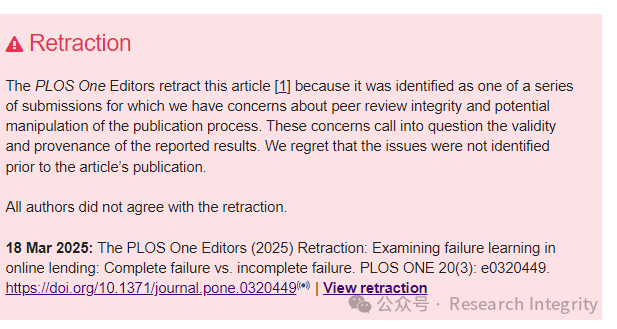 Retraction
The PLOS One Editors retract this article [1] because it was identified as one of a series
of submissions for which we have concerns about peer review integrity and potential
manipulation of the publication process. These concerns call into question the validity
and provenance of the reported results. We regret that the issues were not identified
prior to the article’s publication.
All authors did not agree with the retraction.
18 Mar 2025: The PLOS One Editors (2025) Retraction: Examining failure learning in
online lending: Complete failure vs. incomplete failure. PLOS ONE 20(3): e0320449.
https://doi.org/10.1371/journal.pone.0320449 | View retraction
公众号 · Research Integrity